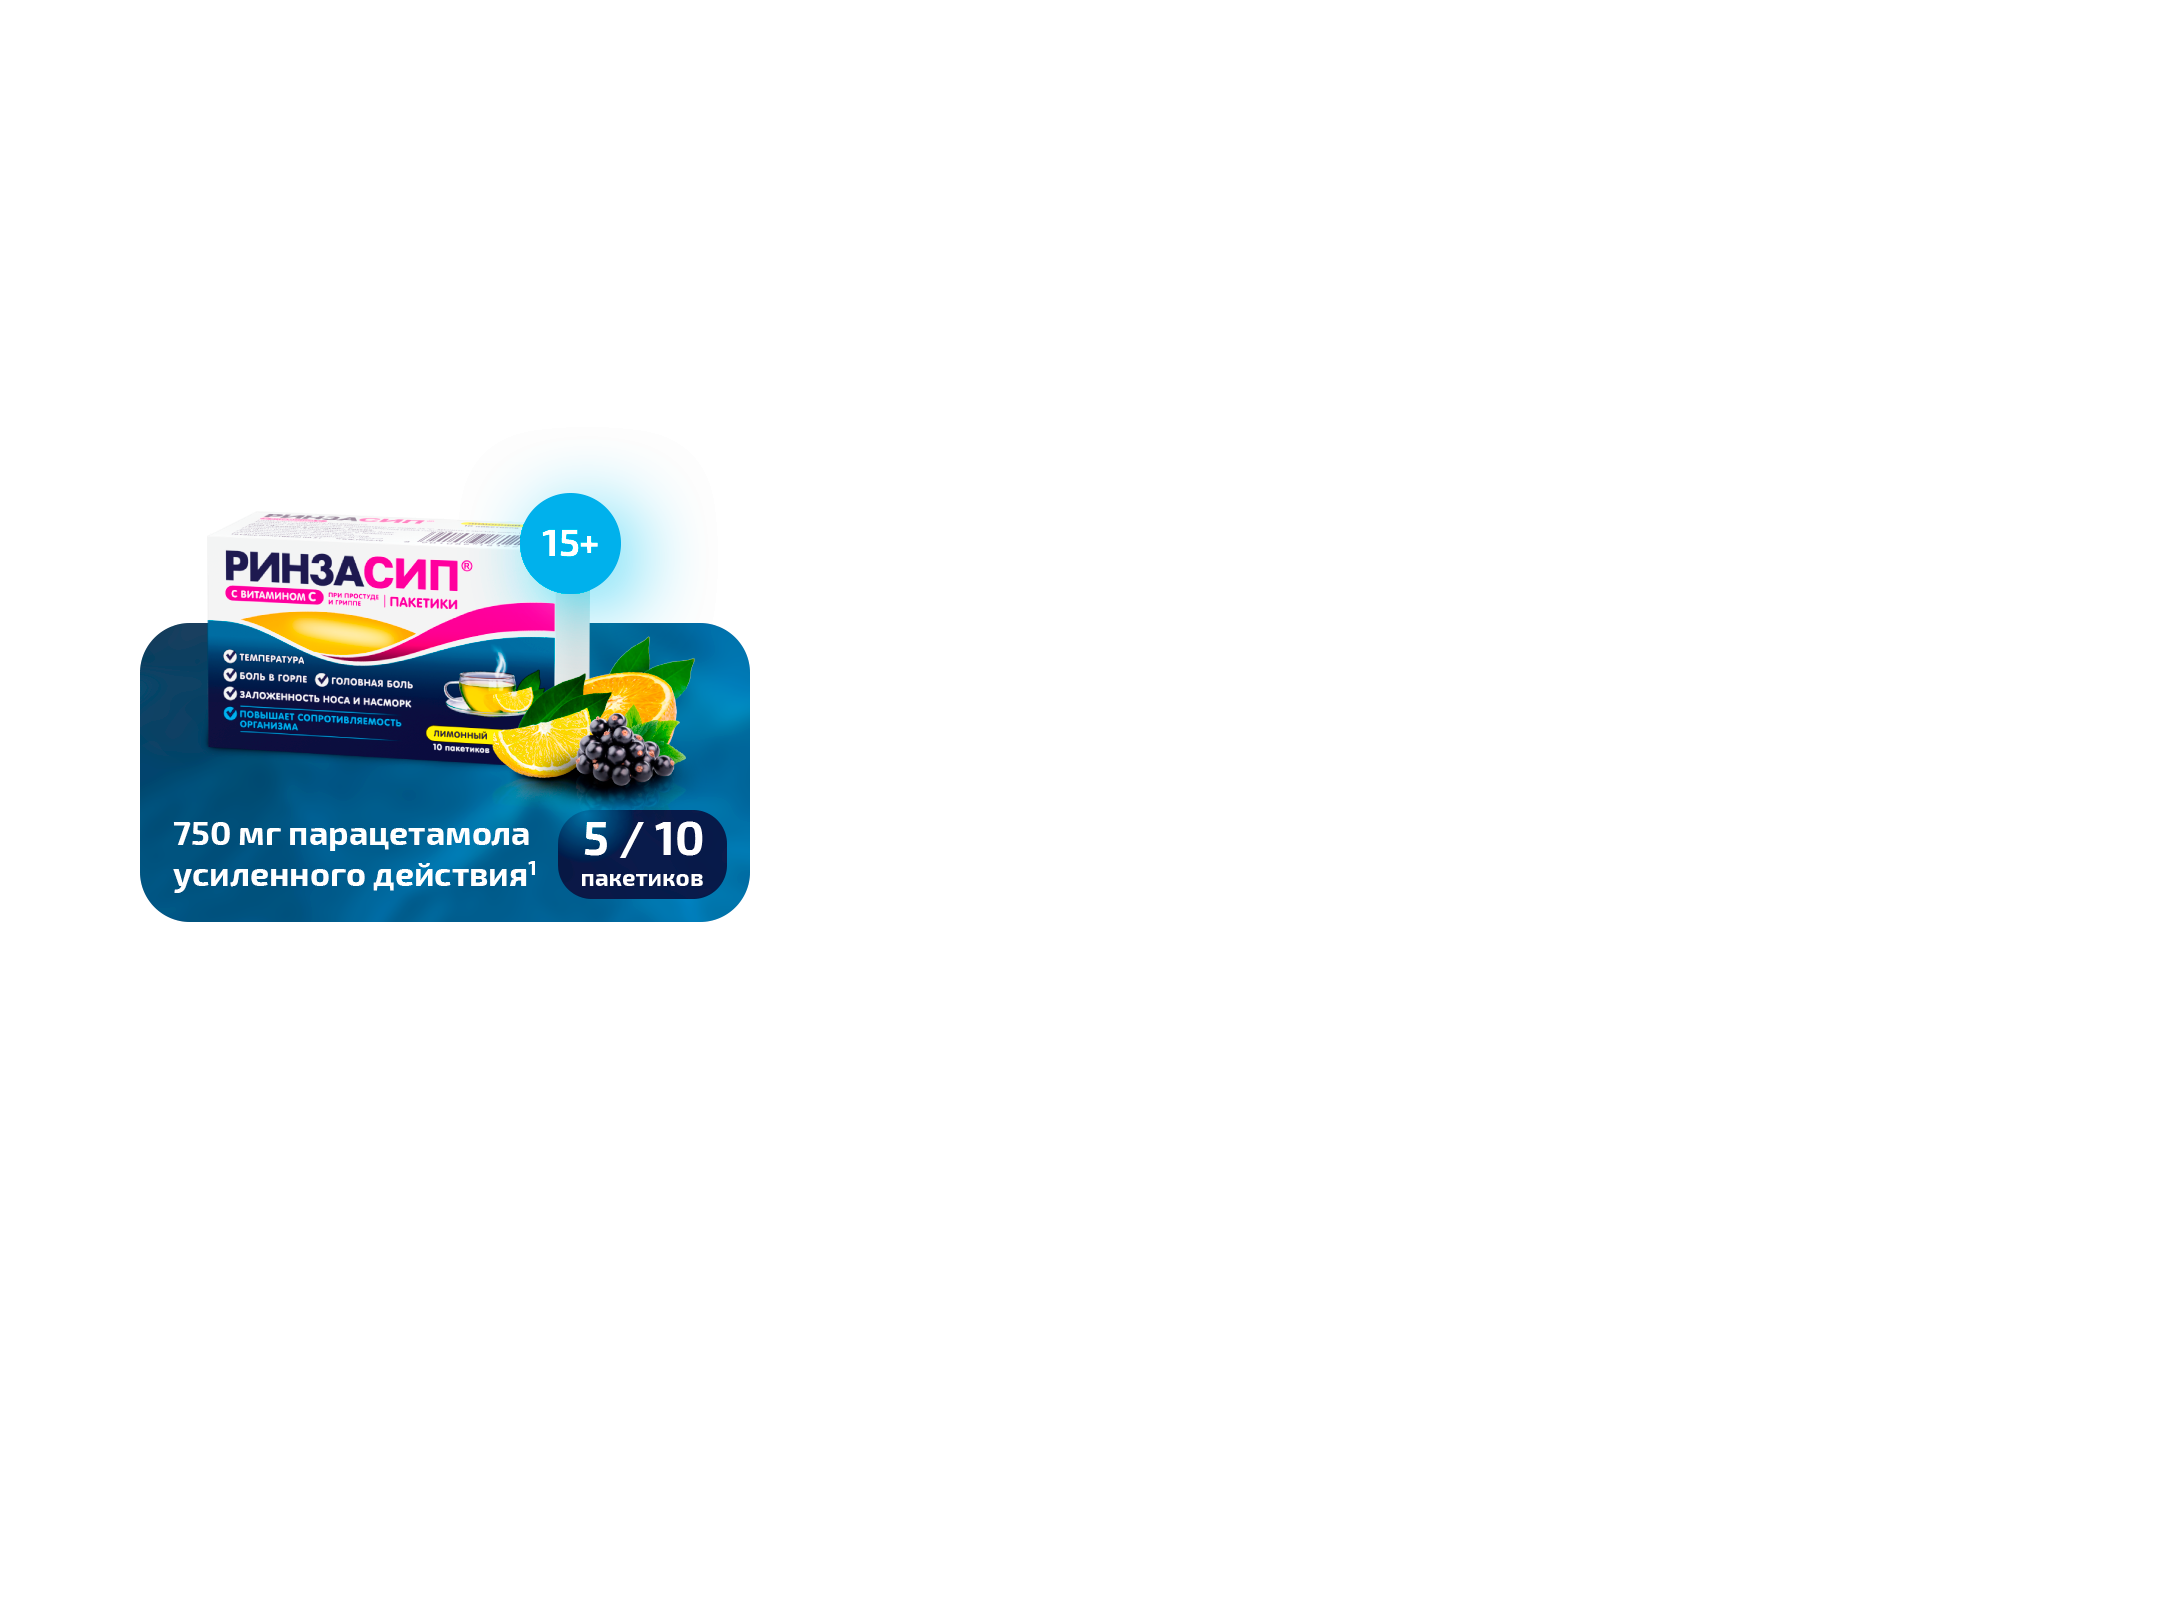 РИНЗАСИП
15+
РИНЗАСИП®
С ВИТАМИНОМ С
ПРИ ПРОСТУДЕ
И ГРИППЕ
ПАКЕТИКИ
ТЕМПЕРАТУРА
БОЛЬ В ГОРЛЕ ГОЛОВНАЯ БОЛЬ
ЗАЛОЖЕННОСТЬ НОСА И НАСМОРК
ПОВЫШАЕТ СОПРОТИВЛЯЕМОСТЬ
ОРГАНИЗМА
ЛИМОННЫЙ
10 пакетиков
750 мг парацетамола
усиленного действия¹
5 / 10
пакетиков